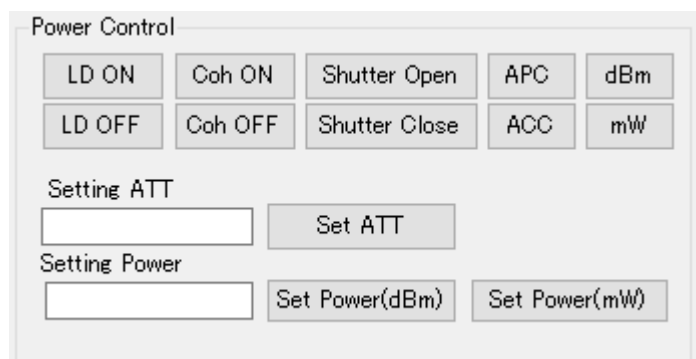 Power Control
LD ON Coh ON Shutter Open APC dBm
LD OFF Coh OFF Shutter Close ACC mW
Setting ATT
Set ATT
Setting Power
Set Power(dBm) Set Power(mW)